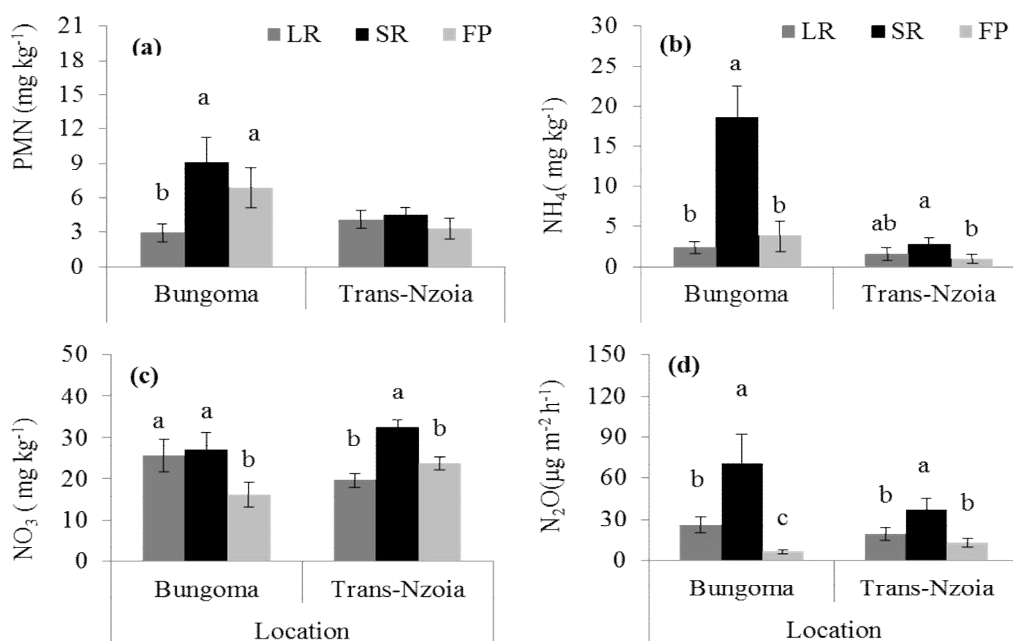 (a)
LR SR FP
PMN (mg kg⁻¹)
21
18
15
12
9
6
3
0
b a a
Bungoma Trans-Nzoia
(b)
LR SR FP
NH₄( mg kg⁻¹)
30
25
20
15
10
5
0
b a b ab a b
Bungoma Trans-Nzoia
(c)
NO₃ ( mg kg⁻¹)
50
40
30
20
10
0
a a b b a b
Bungoma Trans-Nzoia
Location
(d)
N₂O(µg m⁻² h⁻¹)
150
120
90
60
30
0
b a c b a b
Bungoma Trans-Nzoia
Location